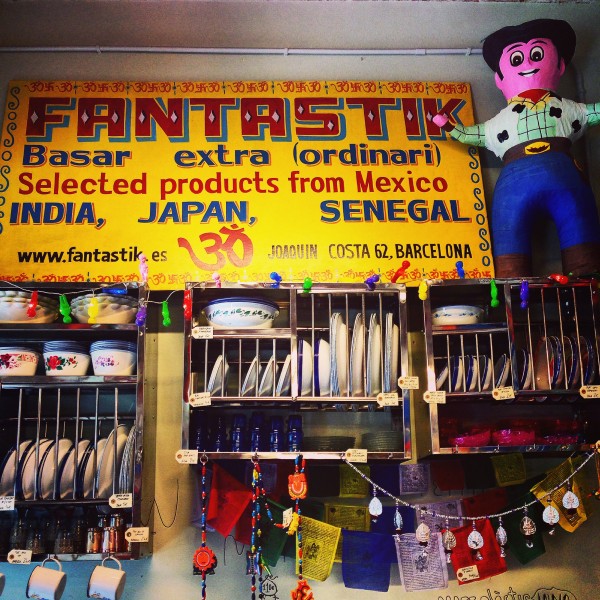 FANTASTIK
Basar extra (ordinari)
Selected products from Mexico
INDIA, JAPAN, SENEGAL
www.fantastik.es ॐ JOAQUIN COSTA 62, BARCELONA